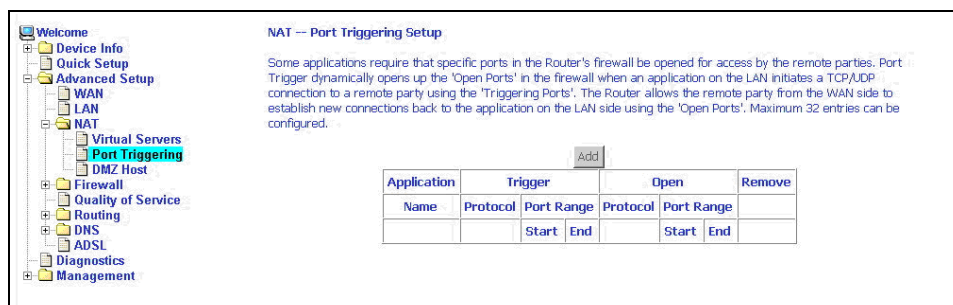 Welcome
Device Info
Quick Setup
Advanced Setup
WAN
LAN
NAT
Virtual Servers
Port Triggering
DMZ Host
Firewall
Quality of Service
Routing
DNS
ADSL
Diagnostics
Management
NAT -- Port Triggering Setup
Some applications require that specific ports in the Router's firewall be opened for access by the remote parties. Port
Trigger dynamically opens up the 'Open Ports' in the firewall when an application on the LAN initiates a TCP/UDP
connection to a remote party using the 'Triggering Ports'. The Router allows the remote party from the WAN side to
establish new connections back to the application on the LAN side using the 'Open Ports'. Maximum 32 entries can be
configured.
Add
Application Trigger Open Remove
Name Protocol Port Range Protocol Port Range
Start End Start End